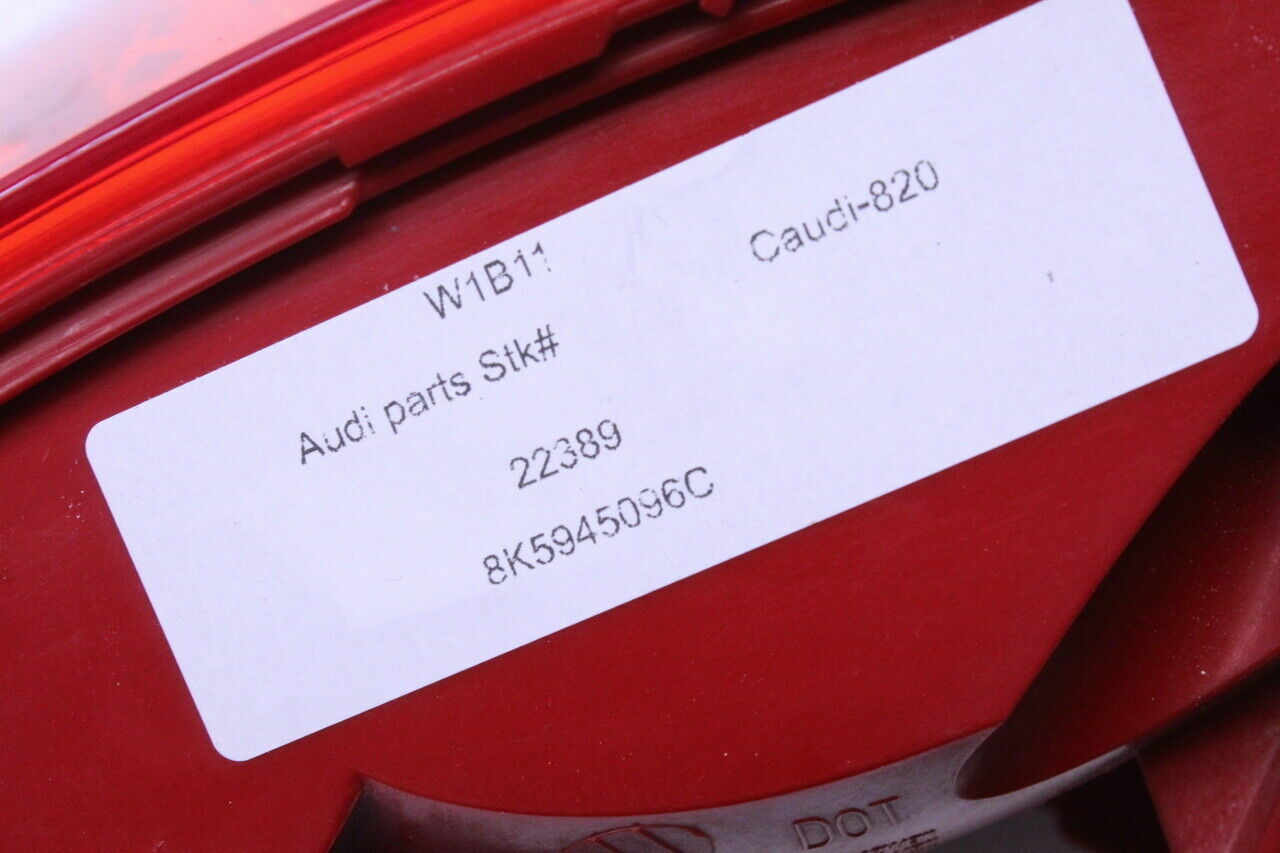 W1B11 Caudi-820
Audi parts Stk#
22389
8K5945096C
DOT